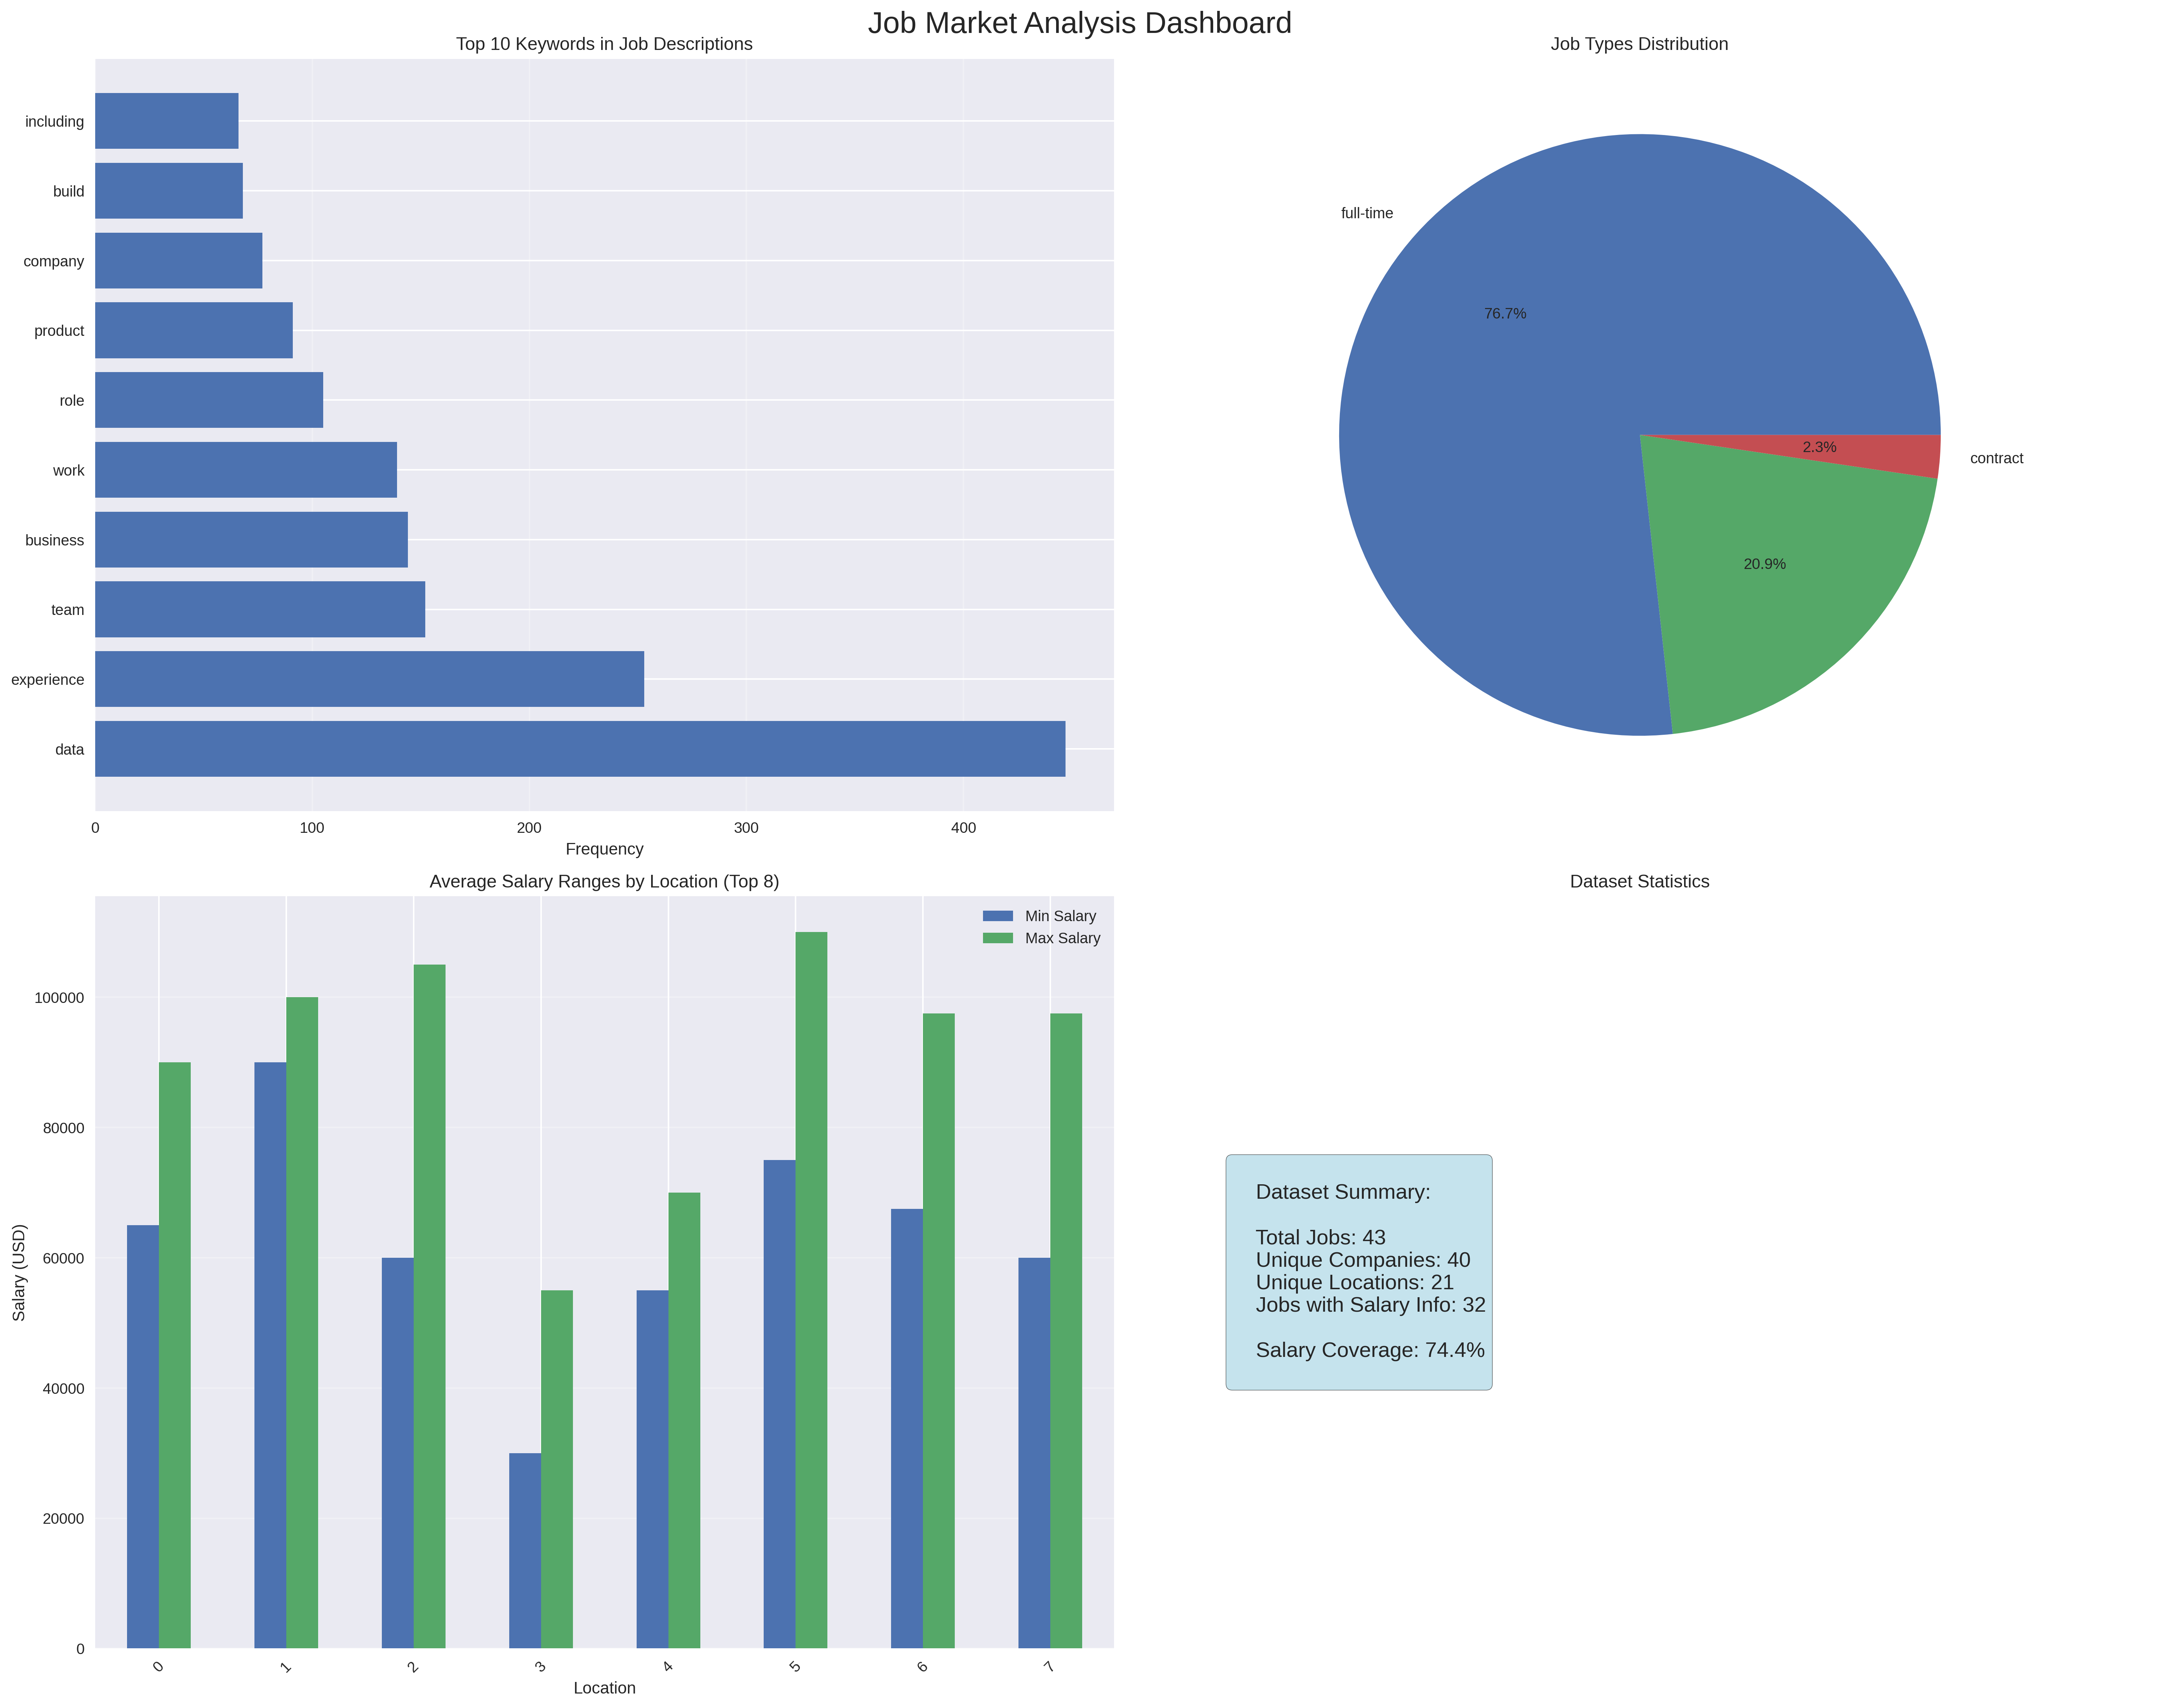 Job Market Analysis Dashboard
Top 10 Keywords in Job Descriptions
including
build
company
product
role
work
business
team
experience
data
0 100 200 300 400
Frequency
Job Types Distribution
full-time
76.7%
2.3%
contract
20.9%
Average Salary Ranges by Location (Top 8)
Min Salary
Max Salary
100000
80000
60000
40000
20000
0
Salary (USD)
0 1 2 3 4 5 6 7
Location
Dataset Statistics
Dataset Summary:
Total Jobs: 43
Unique Companies: 40
Unique Locations: 21
Jobs with Salary Info: 32
Salary Coverage: 74.4%